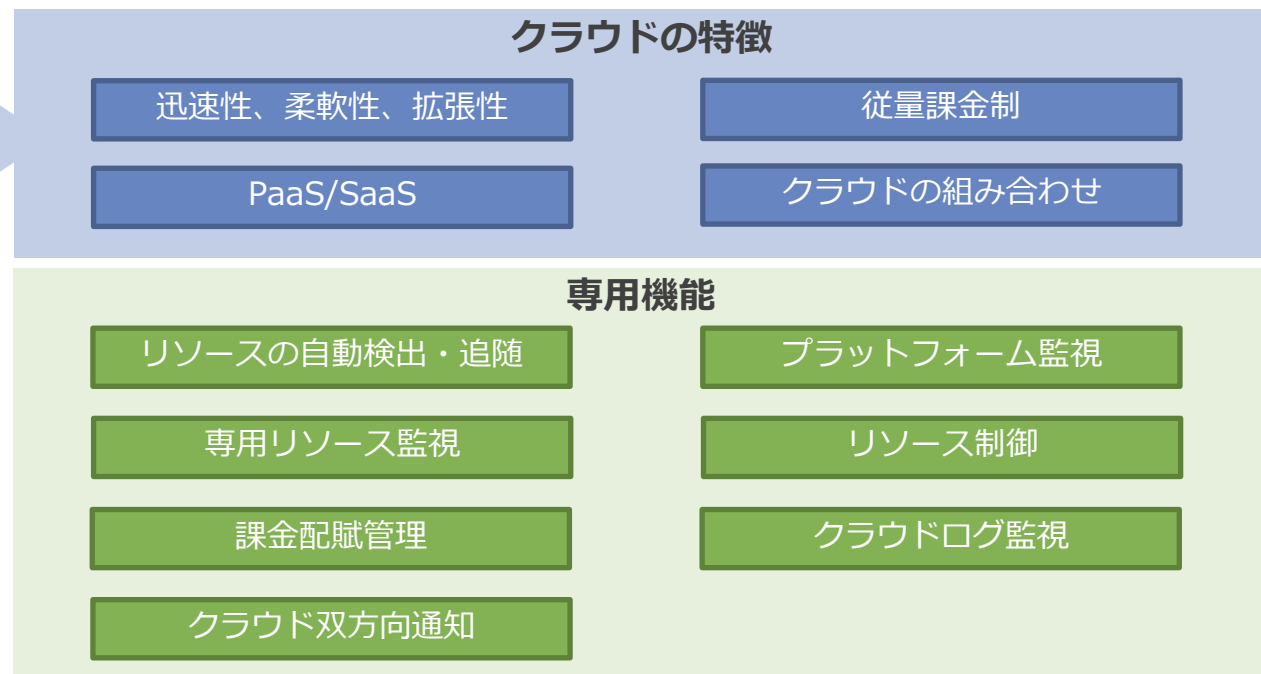 クラウドの特徴
迅速性、柔軟性、拡張性
従量課金制
PaaS/SaaS
クラウドの組み合わせ
専用機能
リソースの自動検出・追随
プラットフォーム監視
専用リソース監視
リソース制御
課金配賦管理
クラウドログ監視
クラウド双方向通知